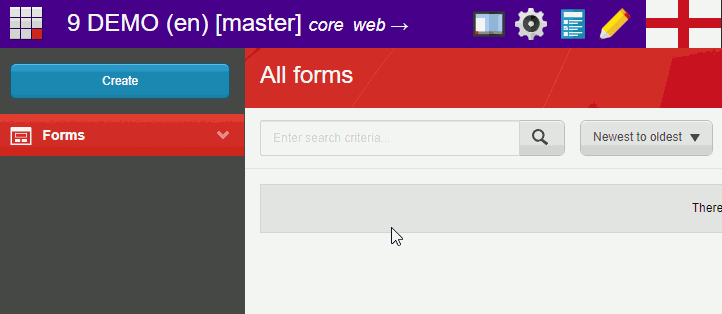 9 DEMO (en) [master] core web →
Create
All forms
Forms
Enter search criteria...
Newest to oldest
There